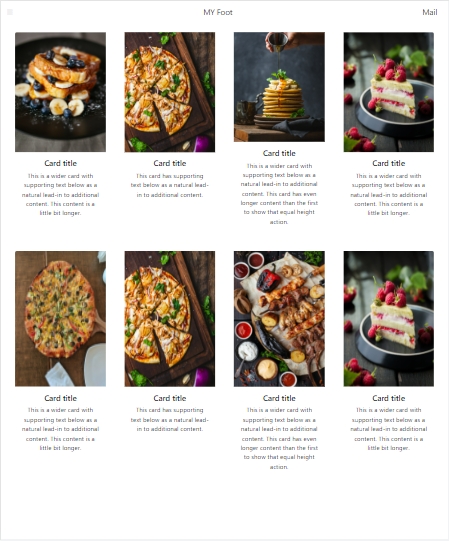 MY Foot
Mail
Card title
This is a wider card with
supporting text below as a
natural lead-in to additional
content. This content is a
little bit longer.
Card title
This card has supporting
text below as a natural lead-
in to additional content.
Card title
This is a wider card with
supporting text below as a
natural lead-in to additional
content. This card has even
longer content than the first
to show that equal height
action.
Card title
This is a wider card with
supporting text below as a
natural lead-in to additional
content. This content is a
little bit longer.
Card title
This is a wider card with
supporting text below as a
natural lead-in to additional
content. This content is a
little bit longer.
Card title
This card has supporting
text below as a natural lead-
in to additional content.
Card title
This is a wider card with
supporting text below as a
natural lead-in to additional
content. This card has even
longer content than the first
to show that equal height
action.
Card title
This is a wider card with
supporting text below as a
natural lead-in to additional
content. This content is a
little bit longer.